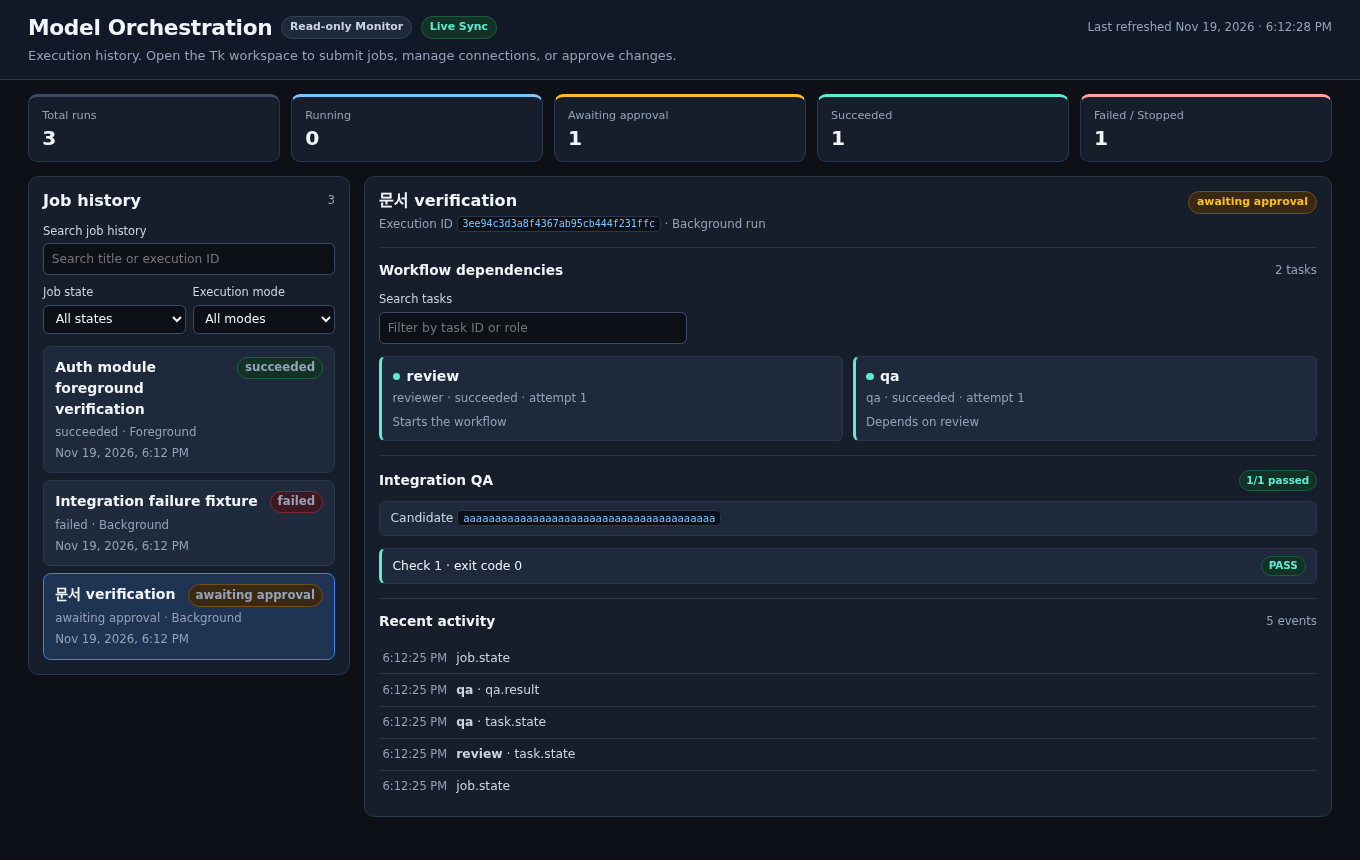 Model Orchestration Read-only Monitor Live Sync Last refreshed Nov 19, 2026 · 6:12:28 PM
Execution history. Open the Tk workspace to submit jobs, manage connections, or approve changes.
Total runs
3
Running
0
Awaiting approval
1
Succeeded
1
Failed / Stopped
1
Job history 3
Search job history
Search title or execution ID
Job state Execution mode
All states All modes
Auth module foreground verification succeeded
succeeded · Foreground
Nov 19, 2026, 6:12 PM
Integration failure fixture failed
failed · Background
Nov 19, 2026, 6:12 PM
문서 verification awaiting approval
awaiting approval · Background
Nov 19, 2026, 6:12 PM
문서 verification awaiting approval
Execution ID 3ee94c3d3a8f4367ab95cb444f231ffc · Background run
Workflow dependencies 2 tasks
Search tasks
Filter by task ID or role
review
reviewer · succeeded · attempt 1
Starts the workflow
qa
qa · succeeded · attempt 1
Depends on review
Integration QA 1/1 passed
Candidate aaaaaaaaaaaaaaaaaaaaaaaaaaaaaaaaaaaaaaaa
Check 1 · exit code 0 PASS
Recent activity 5 events
6:12:25 PM job.state
6:12:25 PM qa · qa.result
6:12:25 PM qa · task.state
6:12:25 PM review · task.state
6:12:25 PM job.state